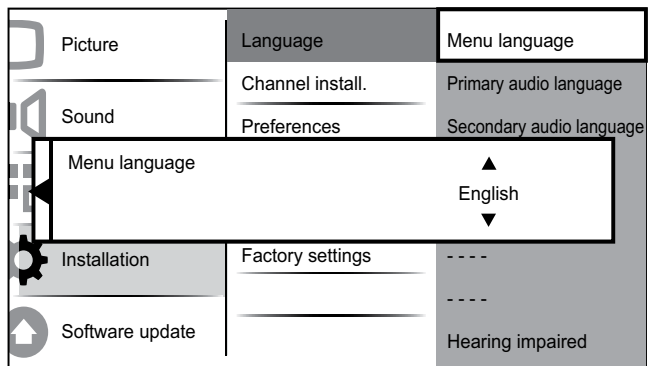 Picture
Language
Menu language
Channel install.
Primary audio language
Sound
Preferences
Secondary audio language
Menu language
English
Installation
Factory settings
- - - -
- - - -
Software update
Hearing impaired